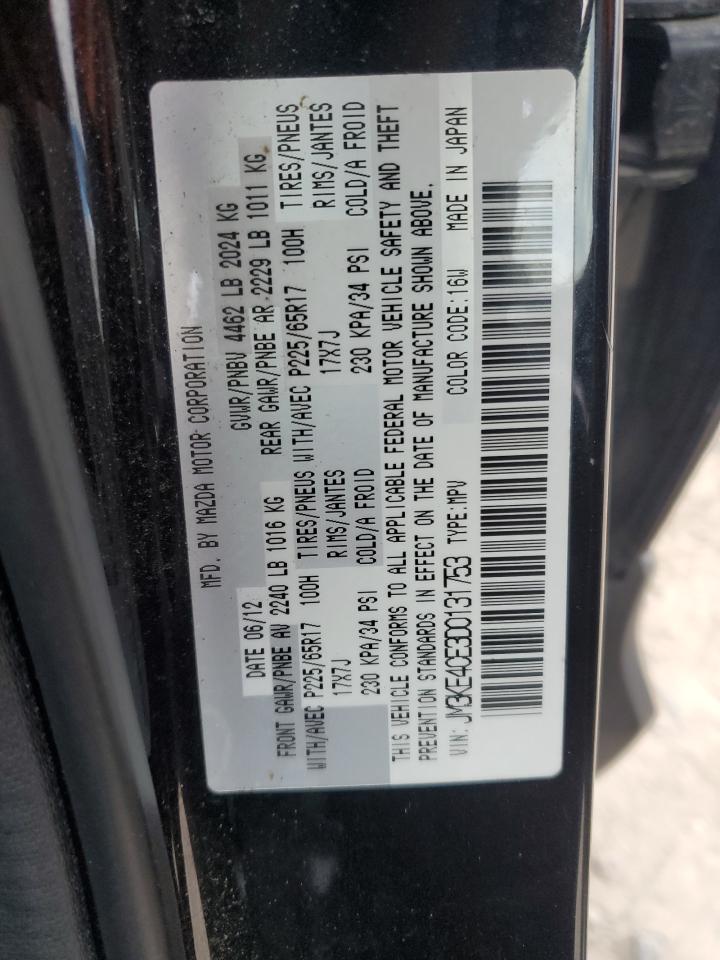 MFD. BY MAZDA MOTOR CORPORATION
DATE 06/12 GVWR/PNBV 4462 LB 2024 KG
FRONT GAWR/PNBE AV 2240 LB 1016 KG REAR GAWR/PNBE AR 2229 LB 1011 KG
WITH/AVEC P225/65R17 100H TIRES/PNEUS WITH/AVEC P225/65R17 100H TIRES/PNEUS
17X7J RIMS/JANTES 17X7J RIMS/JANTES
230 KPA/34 PSI COLD/A FROID 230 KPA/34 PSI COLD/A FROID
THIS VEHICLE CONFORMS TO ALL APPLICABLE FEDERAL MOTOR VEHICLE SAFETY AND THEFT
PREVENTION STANDARDS IN EFFECT ON THE DATE OF MANUFACTURE SHOWN ABOVE.
VIN: JM3KE4CE3D0131753 TYPE:MPV COLOR CODE:16W MADE IN JAPAN